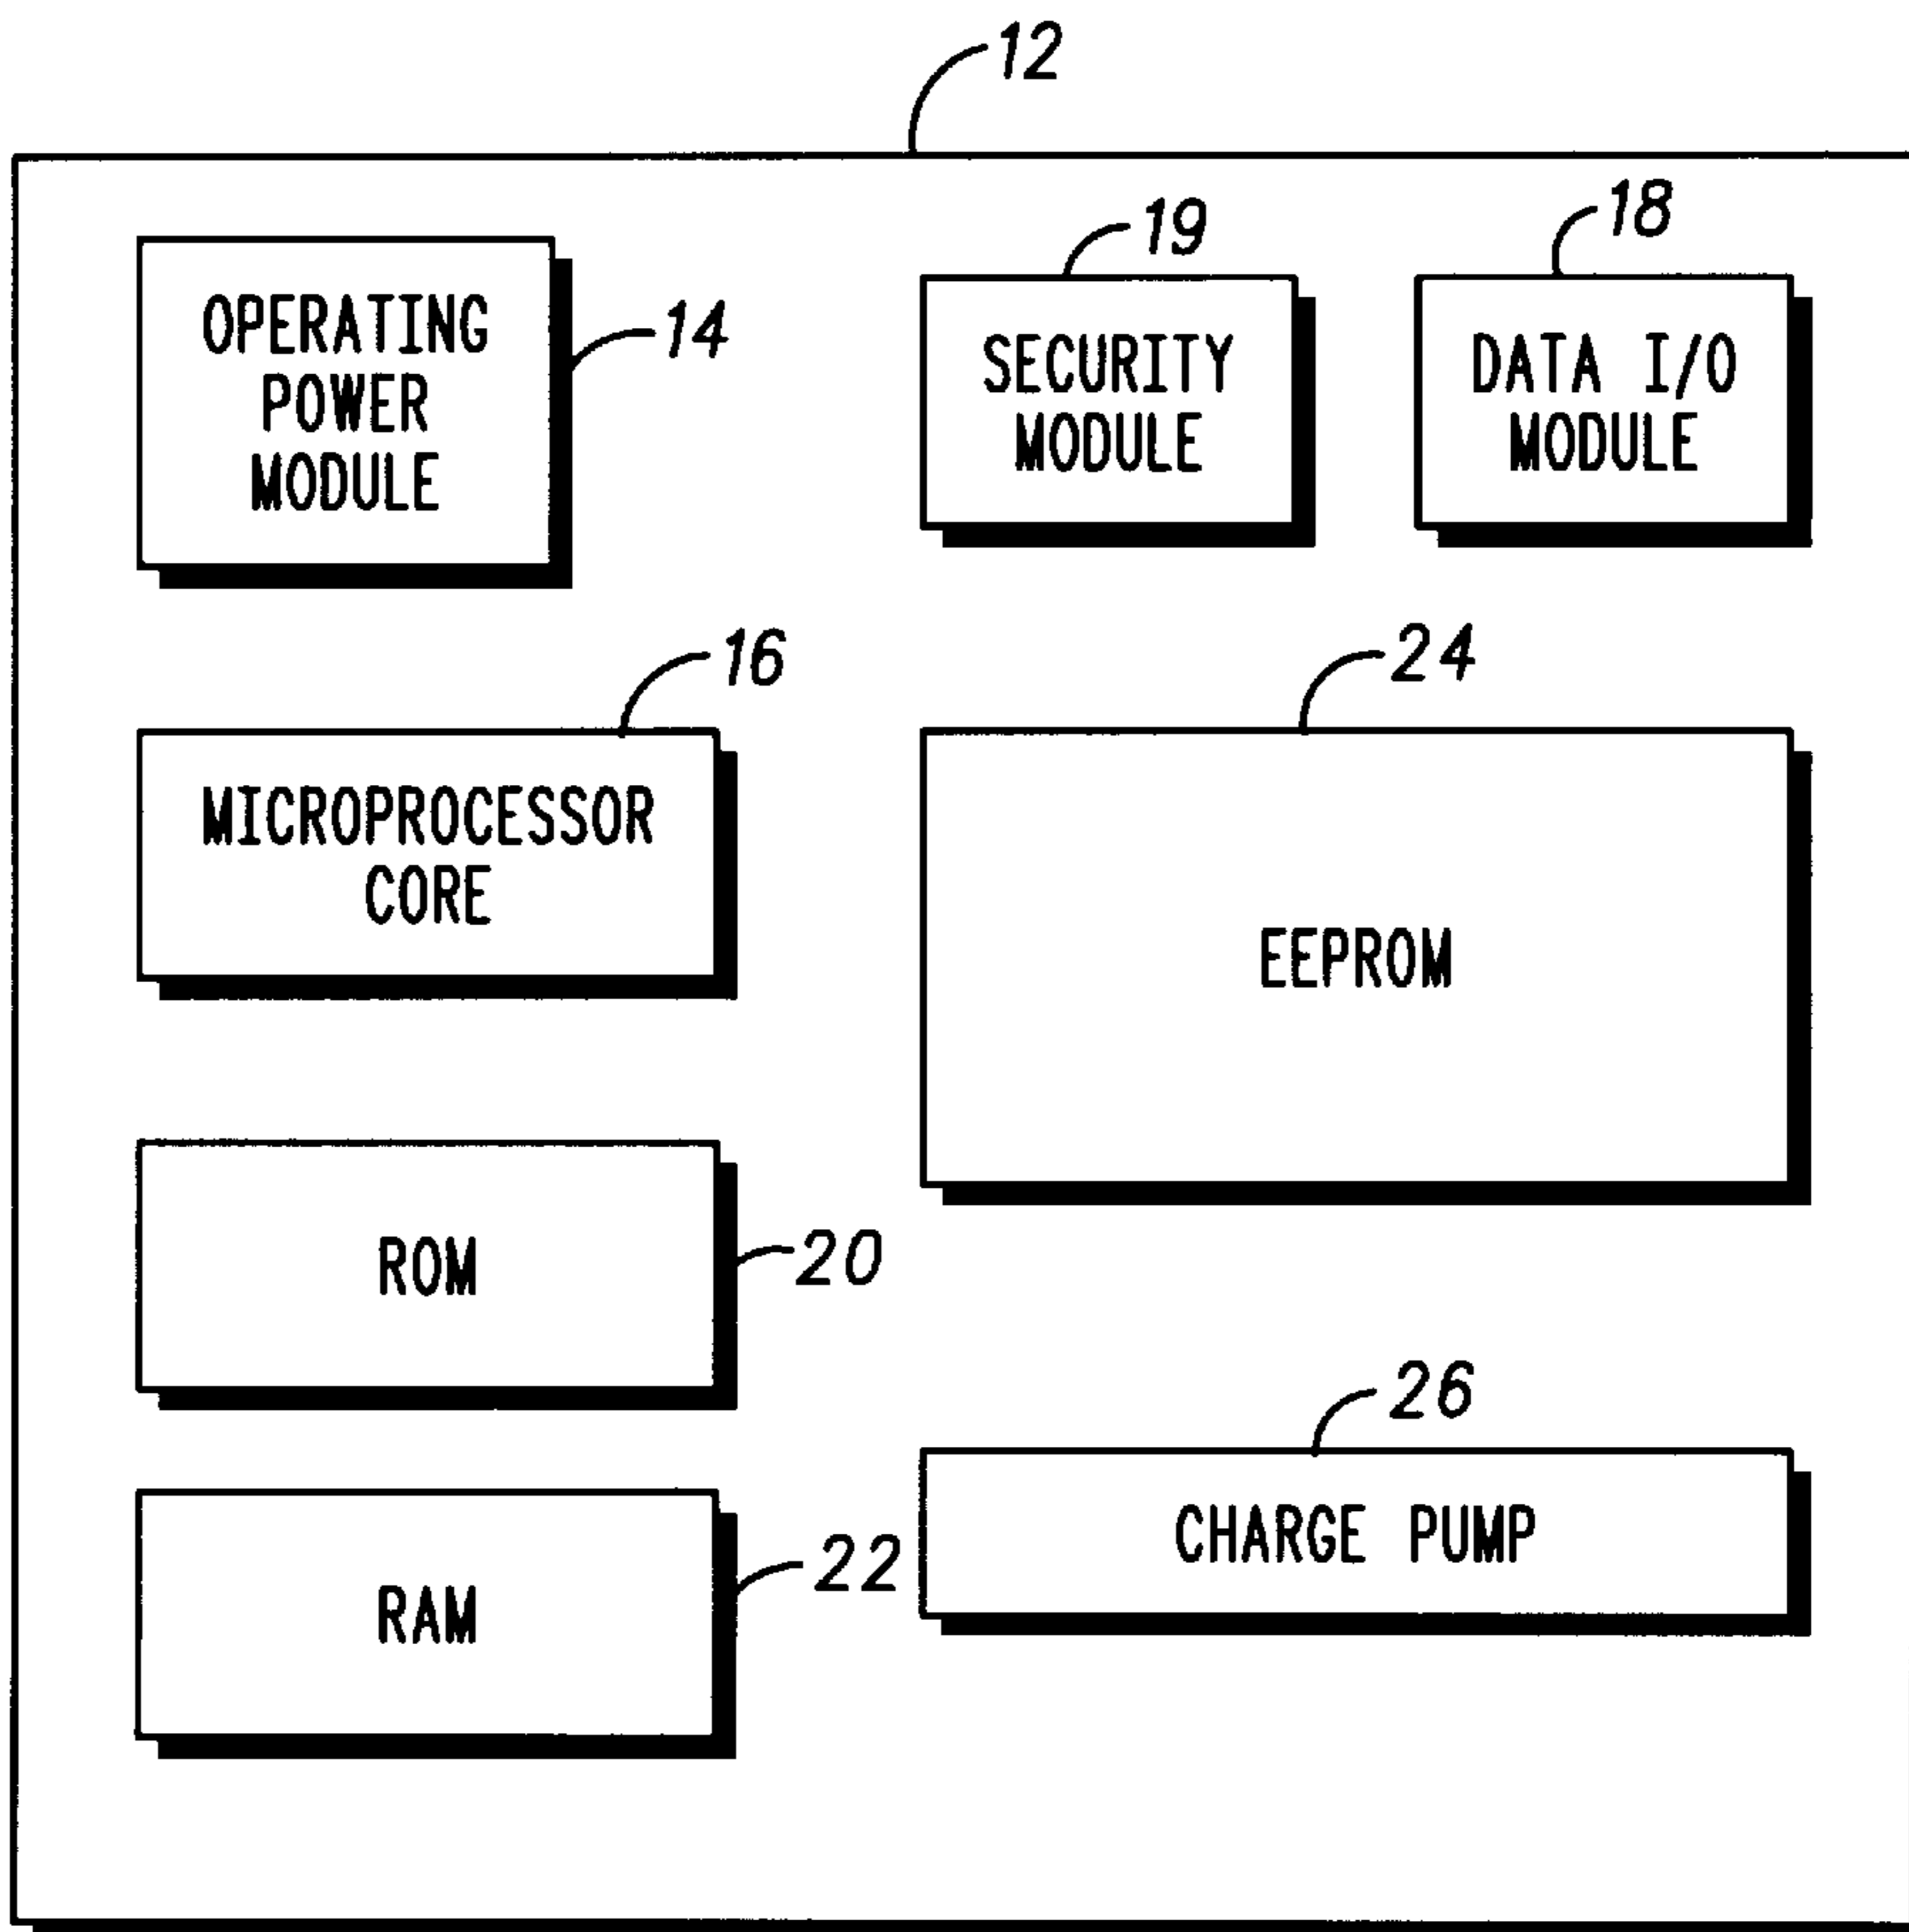 12
OPERATING
POWER
MODULE
14
19
SECURITY
MODULE
18
DATA I/O
MODULE
16
MICROPROCESSOR
CORE
24
EEPROM
ROM
20
RAM
22
26
CHARGE PUMP